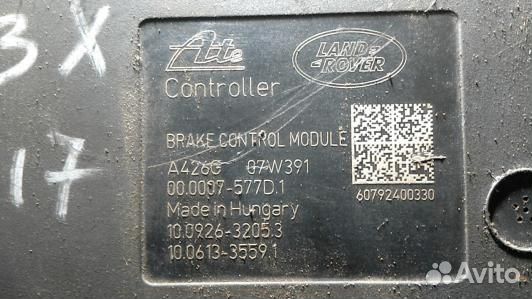 3X
17
Ate
LAND-
-ROVER
Controller
BRAKE CONTROL MODULE
A426G 07W391
00.0007-577D.1
60792400330
Made in Hungary
10.0926-3205.3
10.0613-3559.1
Avito